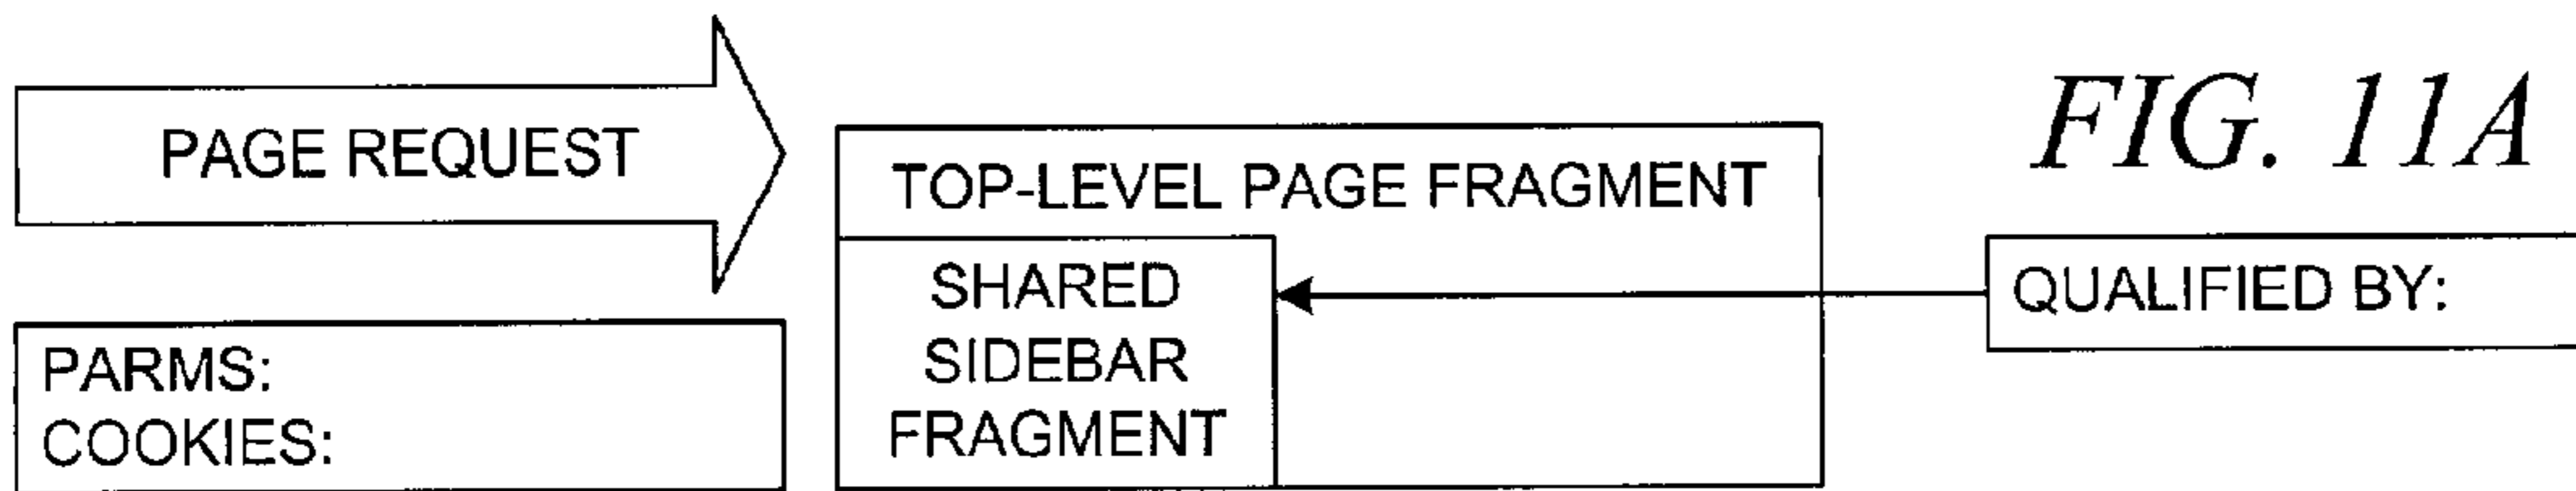 PAGE REQUEST
PARMS:
COOKIES:
TOP-LEVEL PAGE FRAGMENT
SHARED
SIDEBAR
FRAGMENT
FIG. 11A
QUALIFIED BY: